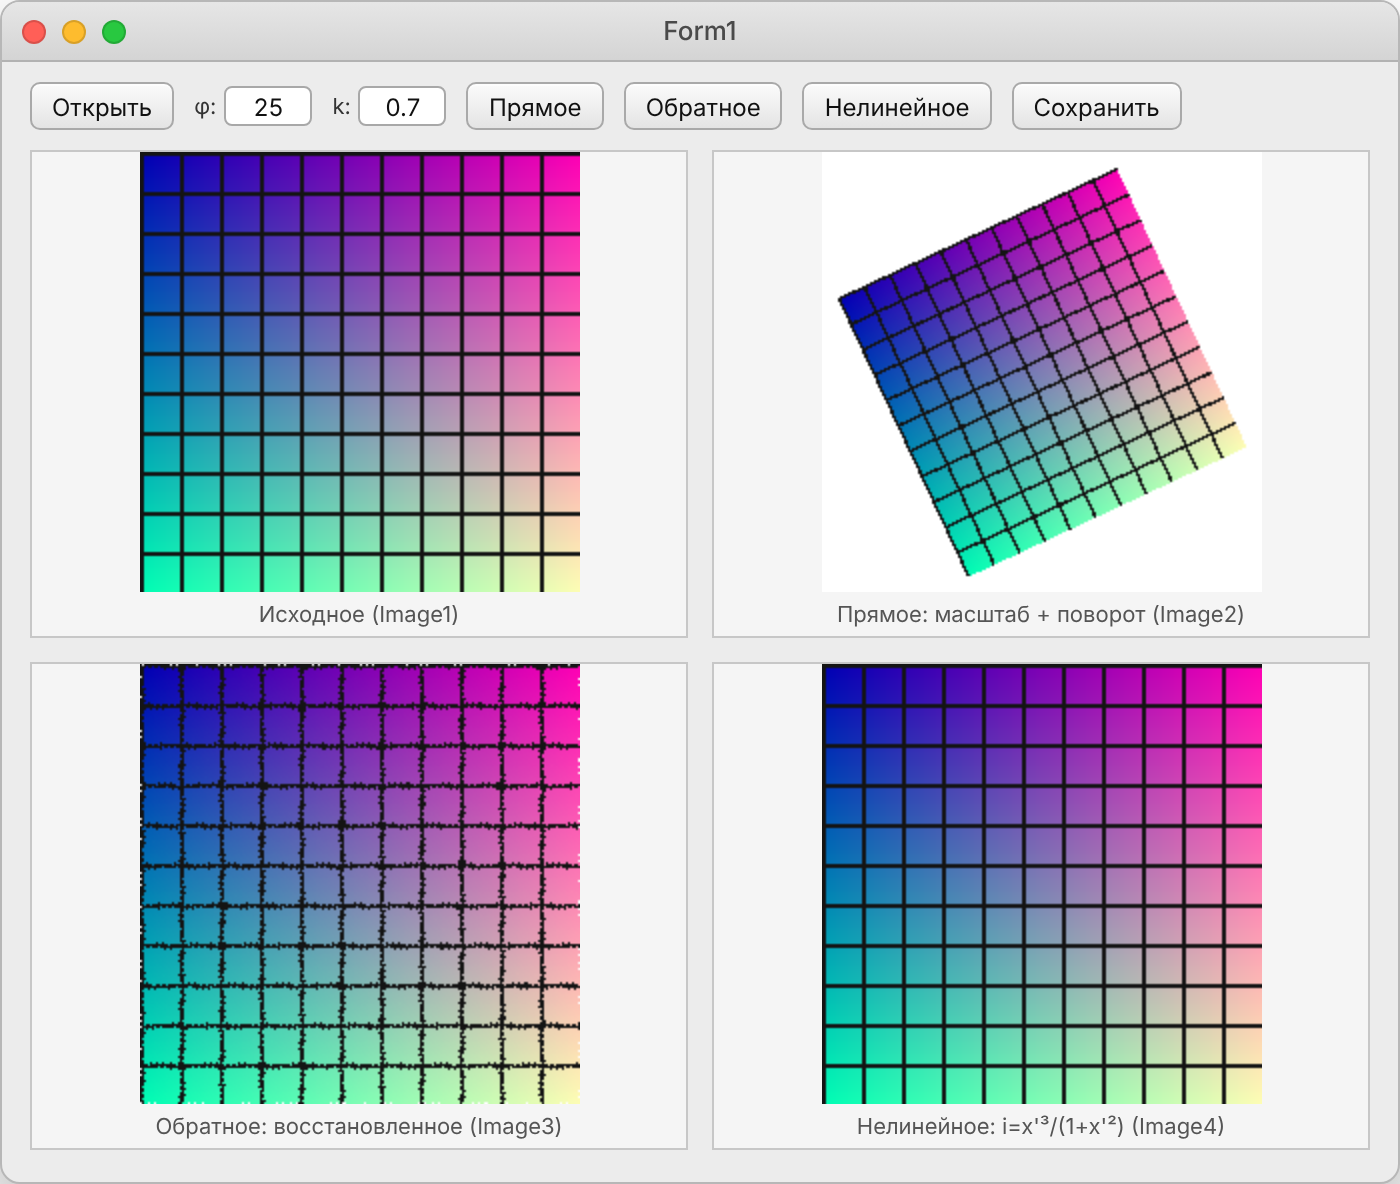 Form1
Открыть φ: 25 k: 0.7 Прямое Обратное Нелинейное Сохранить
Исходное (Image1)
Прямое: масштаб + поворот (Image2)
Обратное: восстановленное (Image3)
Нелинейное: i=x'³/(1+x'²) (Image4)